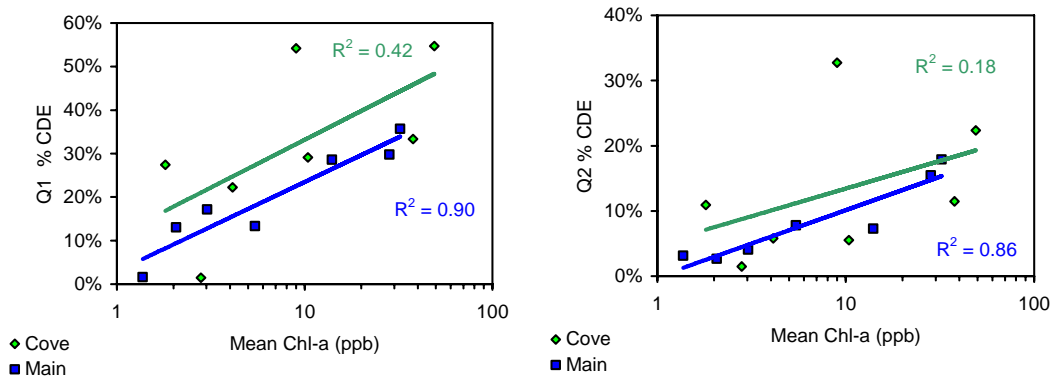 60%
50%
40%
30%
20%
10%
0%
Q1 % CDE
R² = 0.42
R² = 0.90
1
10
100
Mean Chl-a (ppb)
Cove
Main
40%
30%
20%
10%
0%
Q2 % CDE
R² = 0.18
R² = 0.86
1
10
100
Mean Chl-a (ppb)
Cove
Main